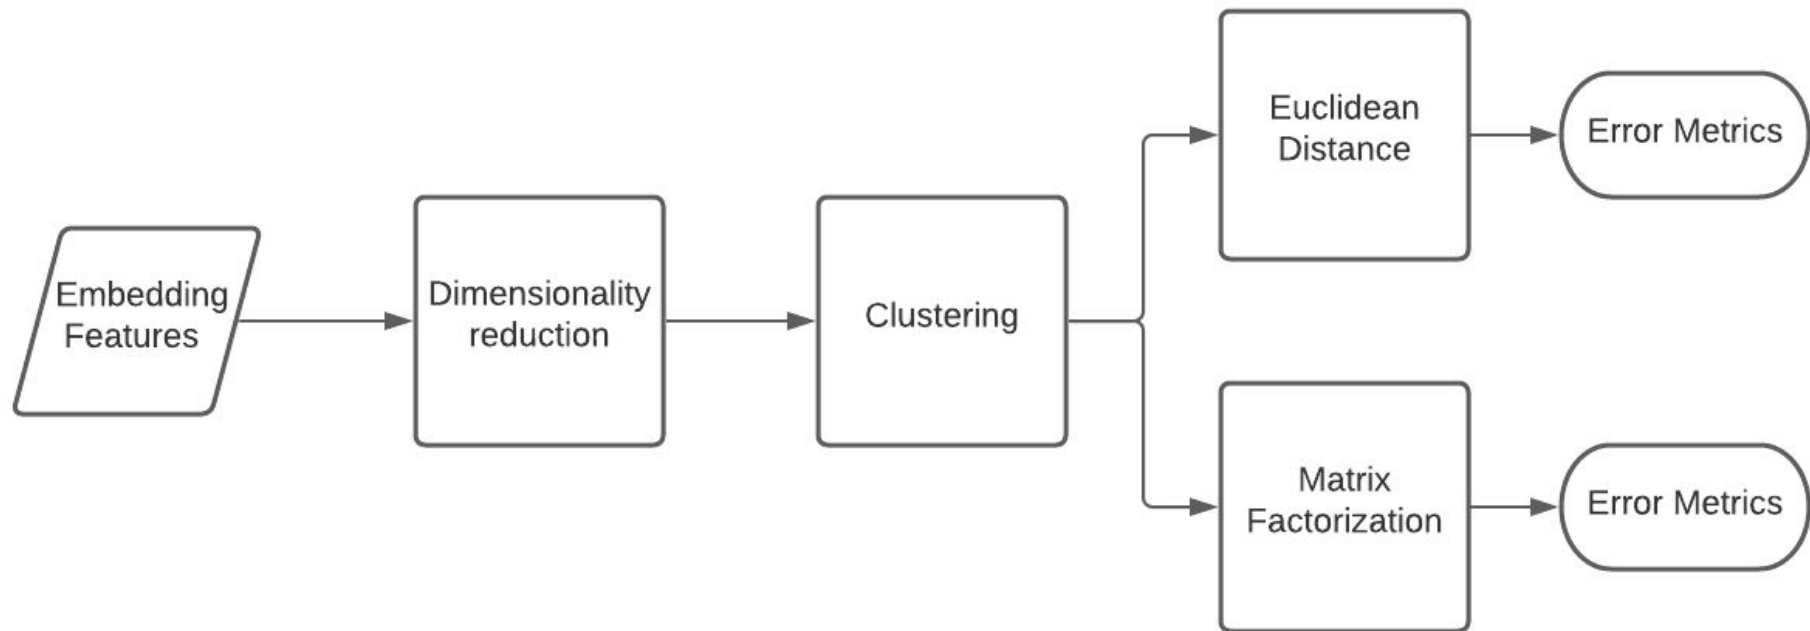 Embedding
Features
Dimensionality
reduction
Clustering
Euclidean
Distance
Error Metrics
Matrix
Factorization
Error Metrics